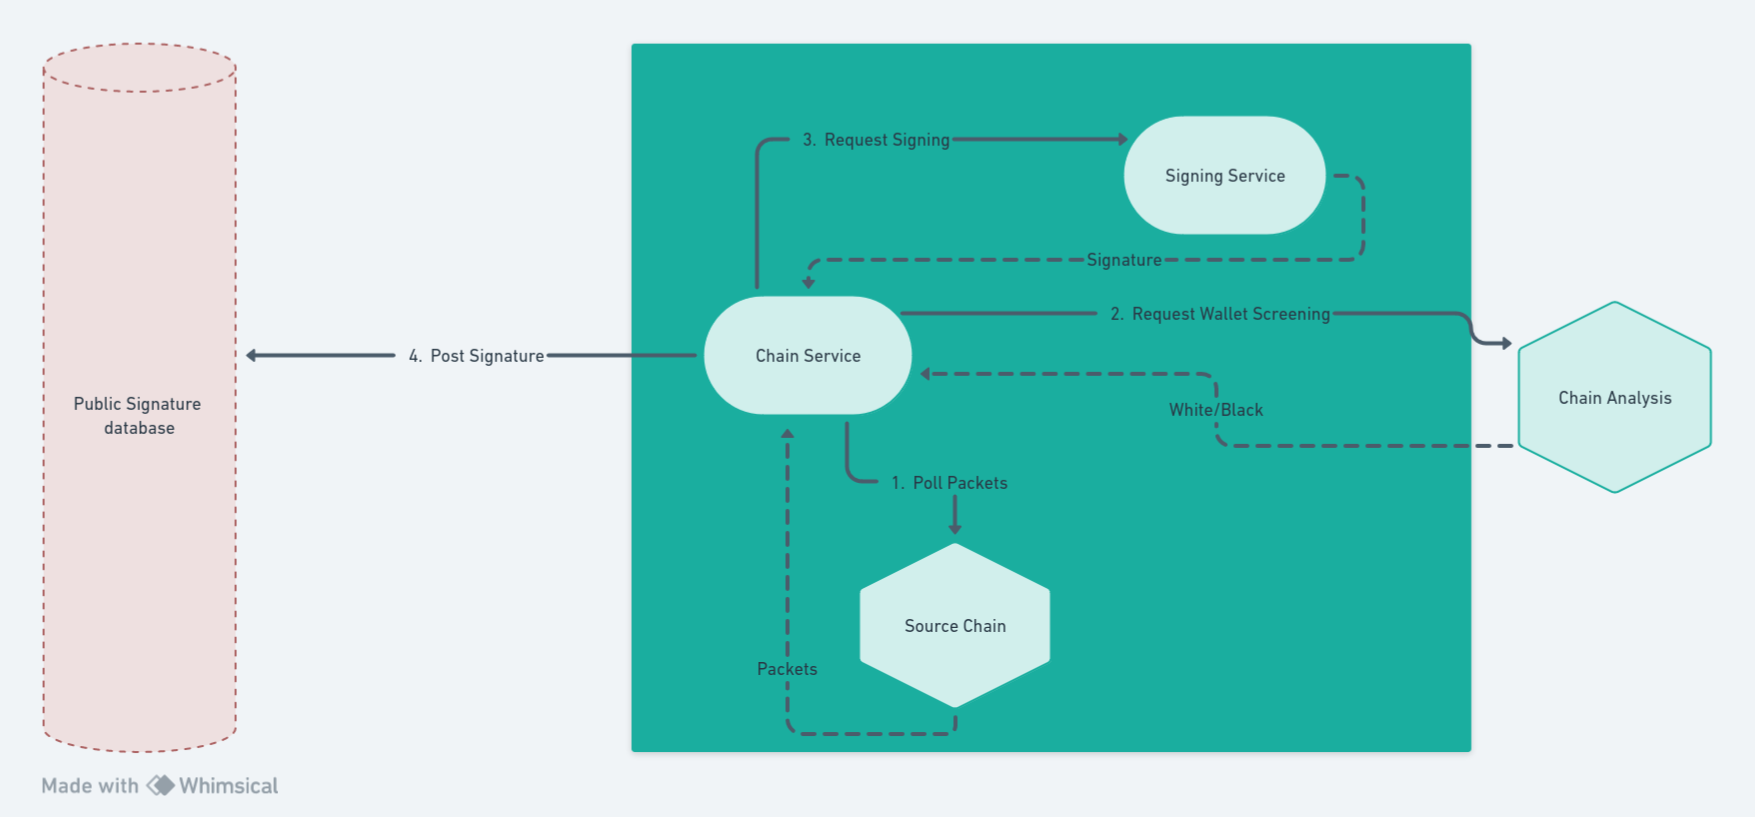 3. Request Signing
Signing Service
Signature
2. Request Wallet Screening
4. Post Signature
Chain Service
Public Signature
database
White/Black
Chain Analysis
1. Poll Packets
Source Chain
Packets
Made with Whimsical